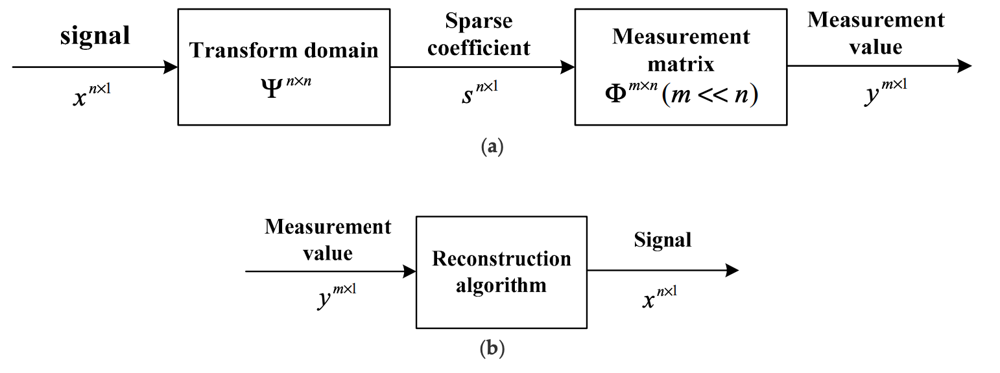 signal
x^{n×1}
Transform domain
Ψ^{n×n}
Sparse
coefficient
s^{n×1}
Measurement
matrix
Φ^{m×n}(m << n)
Measurement
value
y^{m×1}
(a)
Measurement
value
y^{m×1}
Reconstruction
algorithm
Signal
x^{n×1}
(b)